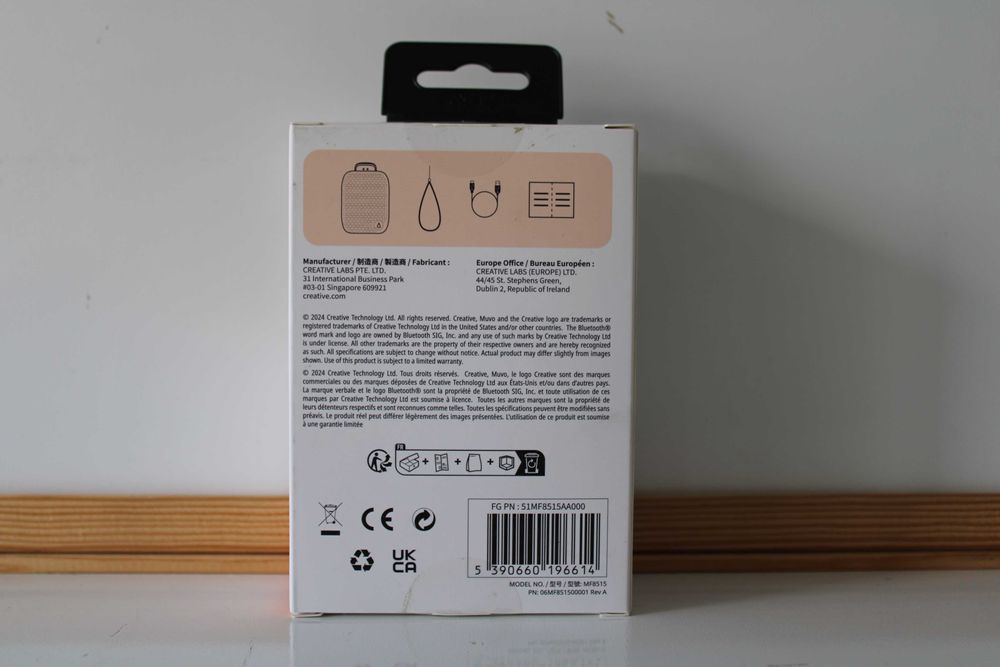 Manufacturer / 制造商 / 製造商 / Fabricant :
CREATIVE LABS PTE. LTD.
31 International Business Park
#03-01 Singapore 609921
creative.com
Europe Office / Bureau Européen :
CREATIVE LABS (EUROPE) LTD.
44/45 St. Stephens Green,
Dublin 2, Republic of Ireland
© 2024 Creative Technology Ltd. All rights reserved. Creative, Muvo and the Creative logo are trademarks or
registered trademarks of Creative Technology Ltd in the United States and/or other countries. The Bluetooth®
word mark and logo are owned by Bluetooth SIG, Inc. and any use of such marks by Creative Technology Ltd
is under license. All other trademarks are the property of their respective owners and are hereby recognized
as such. All specifications are subject to change without notice. Actual product may differ slightly from images
shown. Use of this product is subject to a limited warranty.
© 2024 Creative Technology Ltd. Tous droits réservés. Creative, Muvo, le logo Creative sont des marques
commerciales ou des marques déposées de Creative Technology Ltd aux États-Unis et/ou dans d'autres pays.
La marque verbale et le logo Bluetooth® sont la propriété de Bluetooth SIG, Inc. et toute utilisation de ces
marques par Creative Technology Ltd est soumise à licence. Toutes les autres marques sont la propriété de
leurs détenteurs respectifs et sont reconnues comme telles. Toutes les spécifications peuvent être modifiées sans
préavis. Le produit réel peut différer légèrement des images présentées. L'utilisation de ce produit est soumise
à une garantie limitée
FR
+ + +
CE
UK
CA
FG PN : 51MF8515AA000
5 390660 196614
MODEL NO. / 型号 / 型號: MF8515
PN: 06MF851500001 Rev A